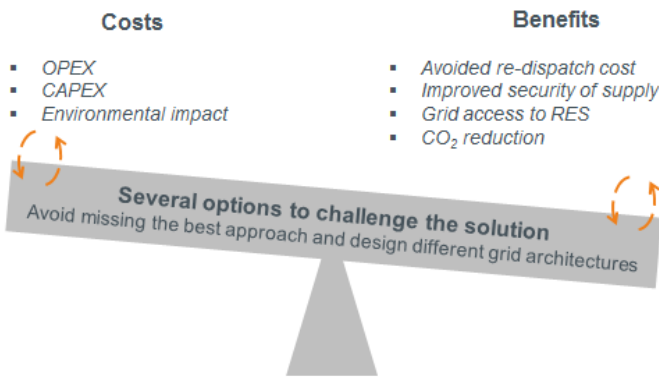 Costs
Benefits
▪ OPEX
▪ CAPEX
▪ Environmental impact
▪ Avoided re-dispatch cost
▪ Improved security of supply
▪ Grid access to RES
▪ CO₂ reduction
Several options to challenge the solution
Avoid missing the best approach and design different grid architectures